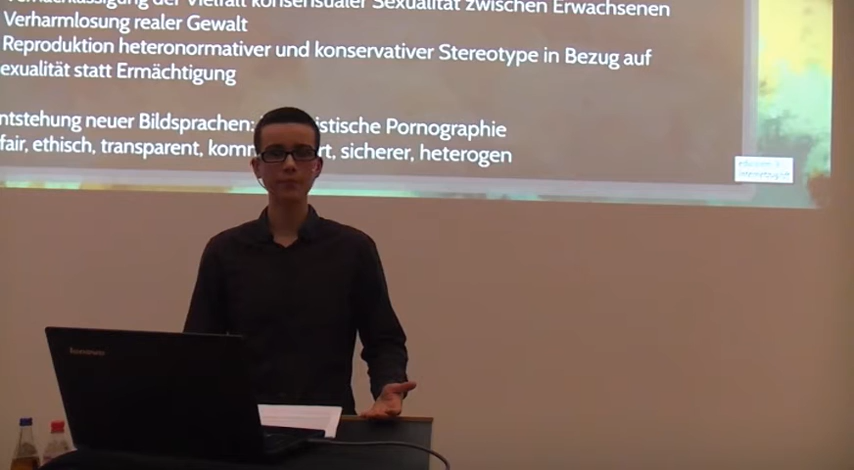 der Vielfalt konsensualer Sexualität zwischen Erwachsenen
Verharmlosung realer Gewalt
Reproduktion heteronormativer und konservativer Stereotype in Bezug auf
exualität statt Ermächtigung
ntstehung neuer Bildsprachen: istische Pornographie
fair, ethisch, transparent, komm rt, sicherer, heterogen
lenovo